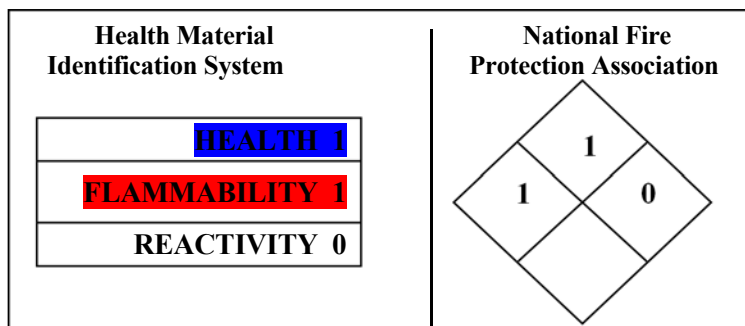 Health Material
Identification System
HEALTH 1
FLAMMABILITY 1
REACTIVITY 0
National Fire
Protection Association
1
1 0